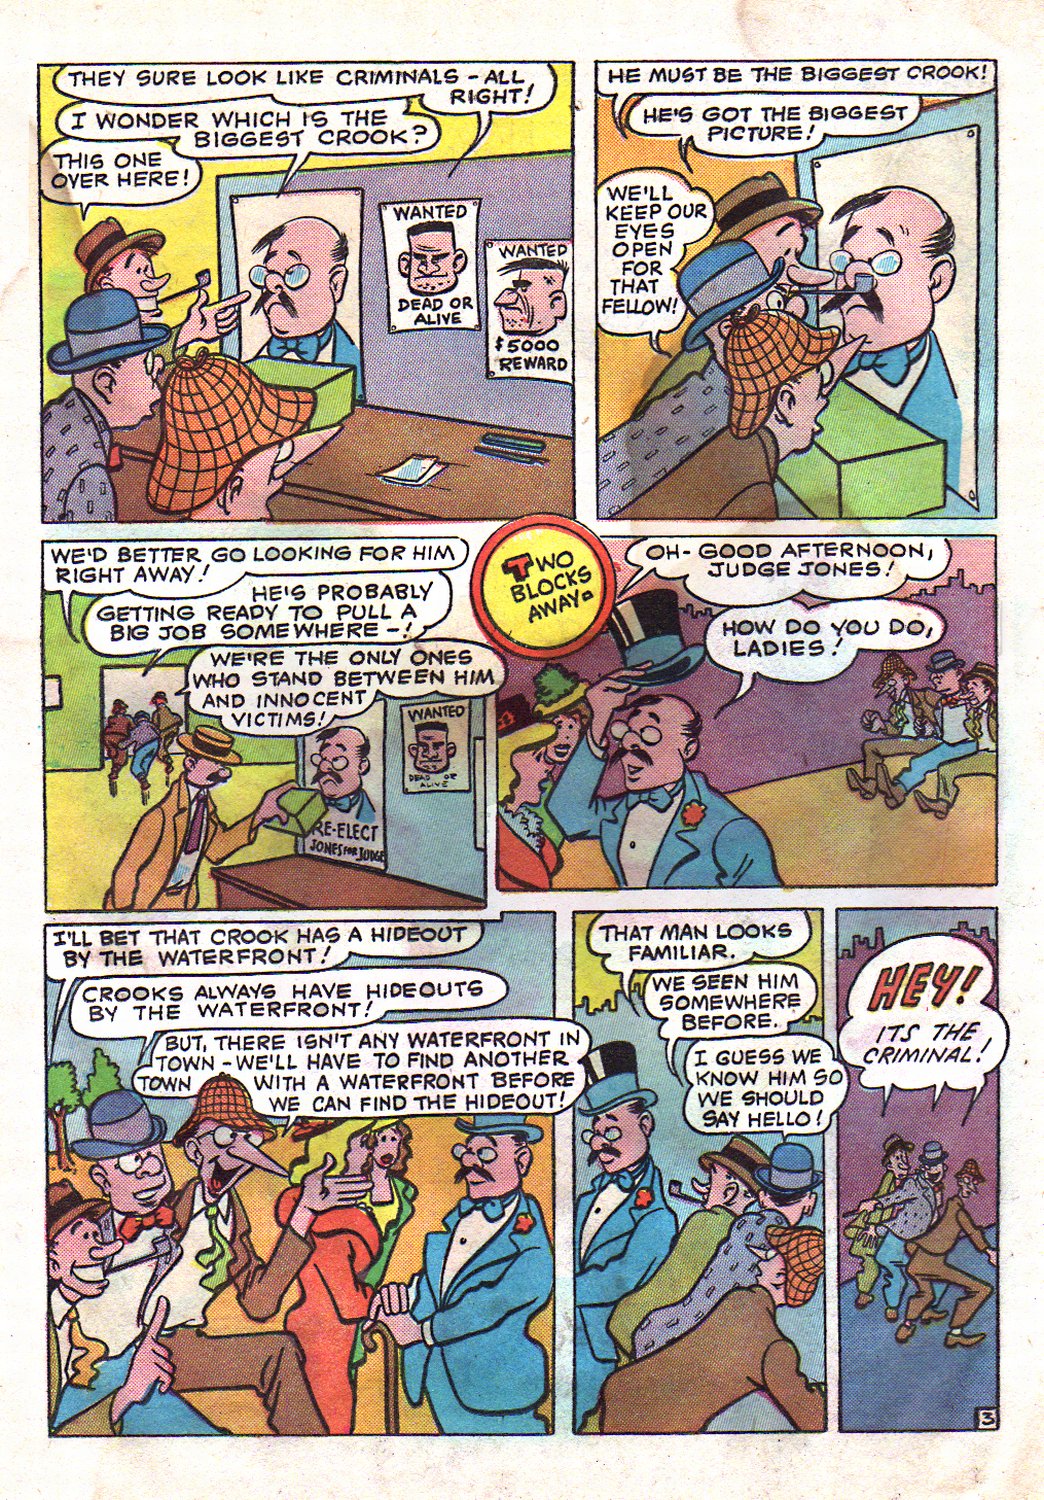 THEY SURE LOOK LIKE CRIMINALS - ALL
RIGHT!
I WONDER WHICH IS THE
BIGGEST CROOK?
THIS ONE
OVER HERE!
WANTED
DEAD OR
ALIVE
WANTED
$5000
REWARD
HE MUST BE THE BIGGEST CROOK!
HE'S GOT THE BIGGEST
PICTURE!
WE'LL
KEEP OUR
EYES
OPEN
FOR
THAT
FELLOW!
WE'D BETTER GO LOOKING FOR HIM
RIGHT AWAY!
HE'S PROBABLY
GETTING READY TO PULL A
BIG JOB SOMEWHERE -!
WE'RE THE ONLY ONES
WHO STAND BETWEEN HIM
AND INNOCENT
VICTIMS!
WANTED
DEAD OR
ALIVE
RE-ELECT
JONES FOR JUDGE
TWO
BLOCKS
AWAY-
OH- GOOD AFTERNOON,
JUDGE JONES!
HOW DO YOU DO,
LADIES!
I'LL BET THAT CROOK HAS A HIDEOUT
BY THE WATERFRONT!
CROOKS ALWAYS HAVE HIDEOUTS
BY THE WATERFRONT!
BUT, THERE ISN'T ANY WATERFRONT IN
TOWN - WE'LL HAVE TO FIND ANOTHER
TOWN WITH A WATERFRONT BEFORE
WE CAN FIND THE HIDEOUT!
THAT MAN LOOKS
FAMILIAR.
WE SEEN HIM
SOMEWHERE
BEFORE.
I GUESS WE
KNOW HIM SO
WE SHOULD
SAY HELLO!
HEY!
ITS THE
CRIMINAL!
3